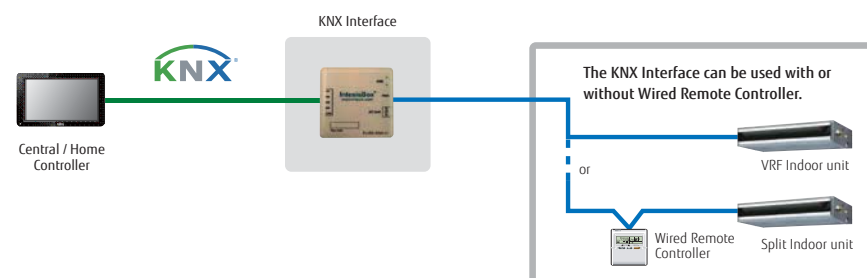 KNX Interface
KNX
IntesisBox
The KNX Interface can be used with or
without Wired Remote Controller.
Central / Home
Controller
VRF Indoor unit
or
Wired Remote
Controller
Split Indoor unit